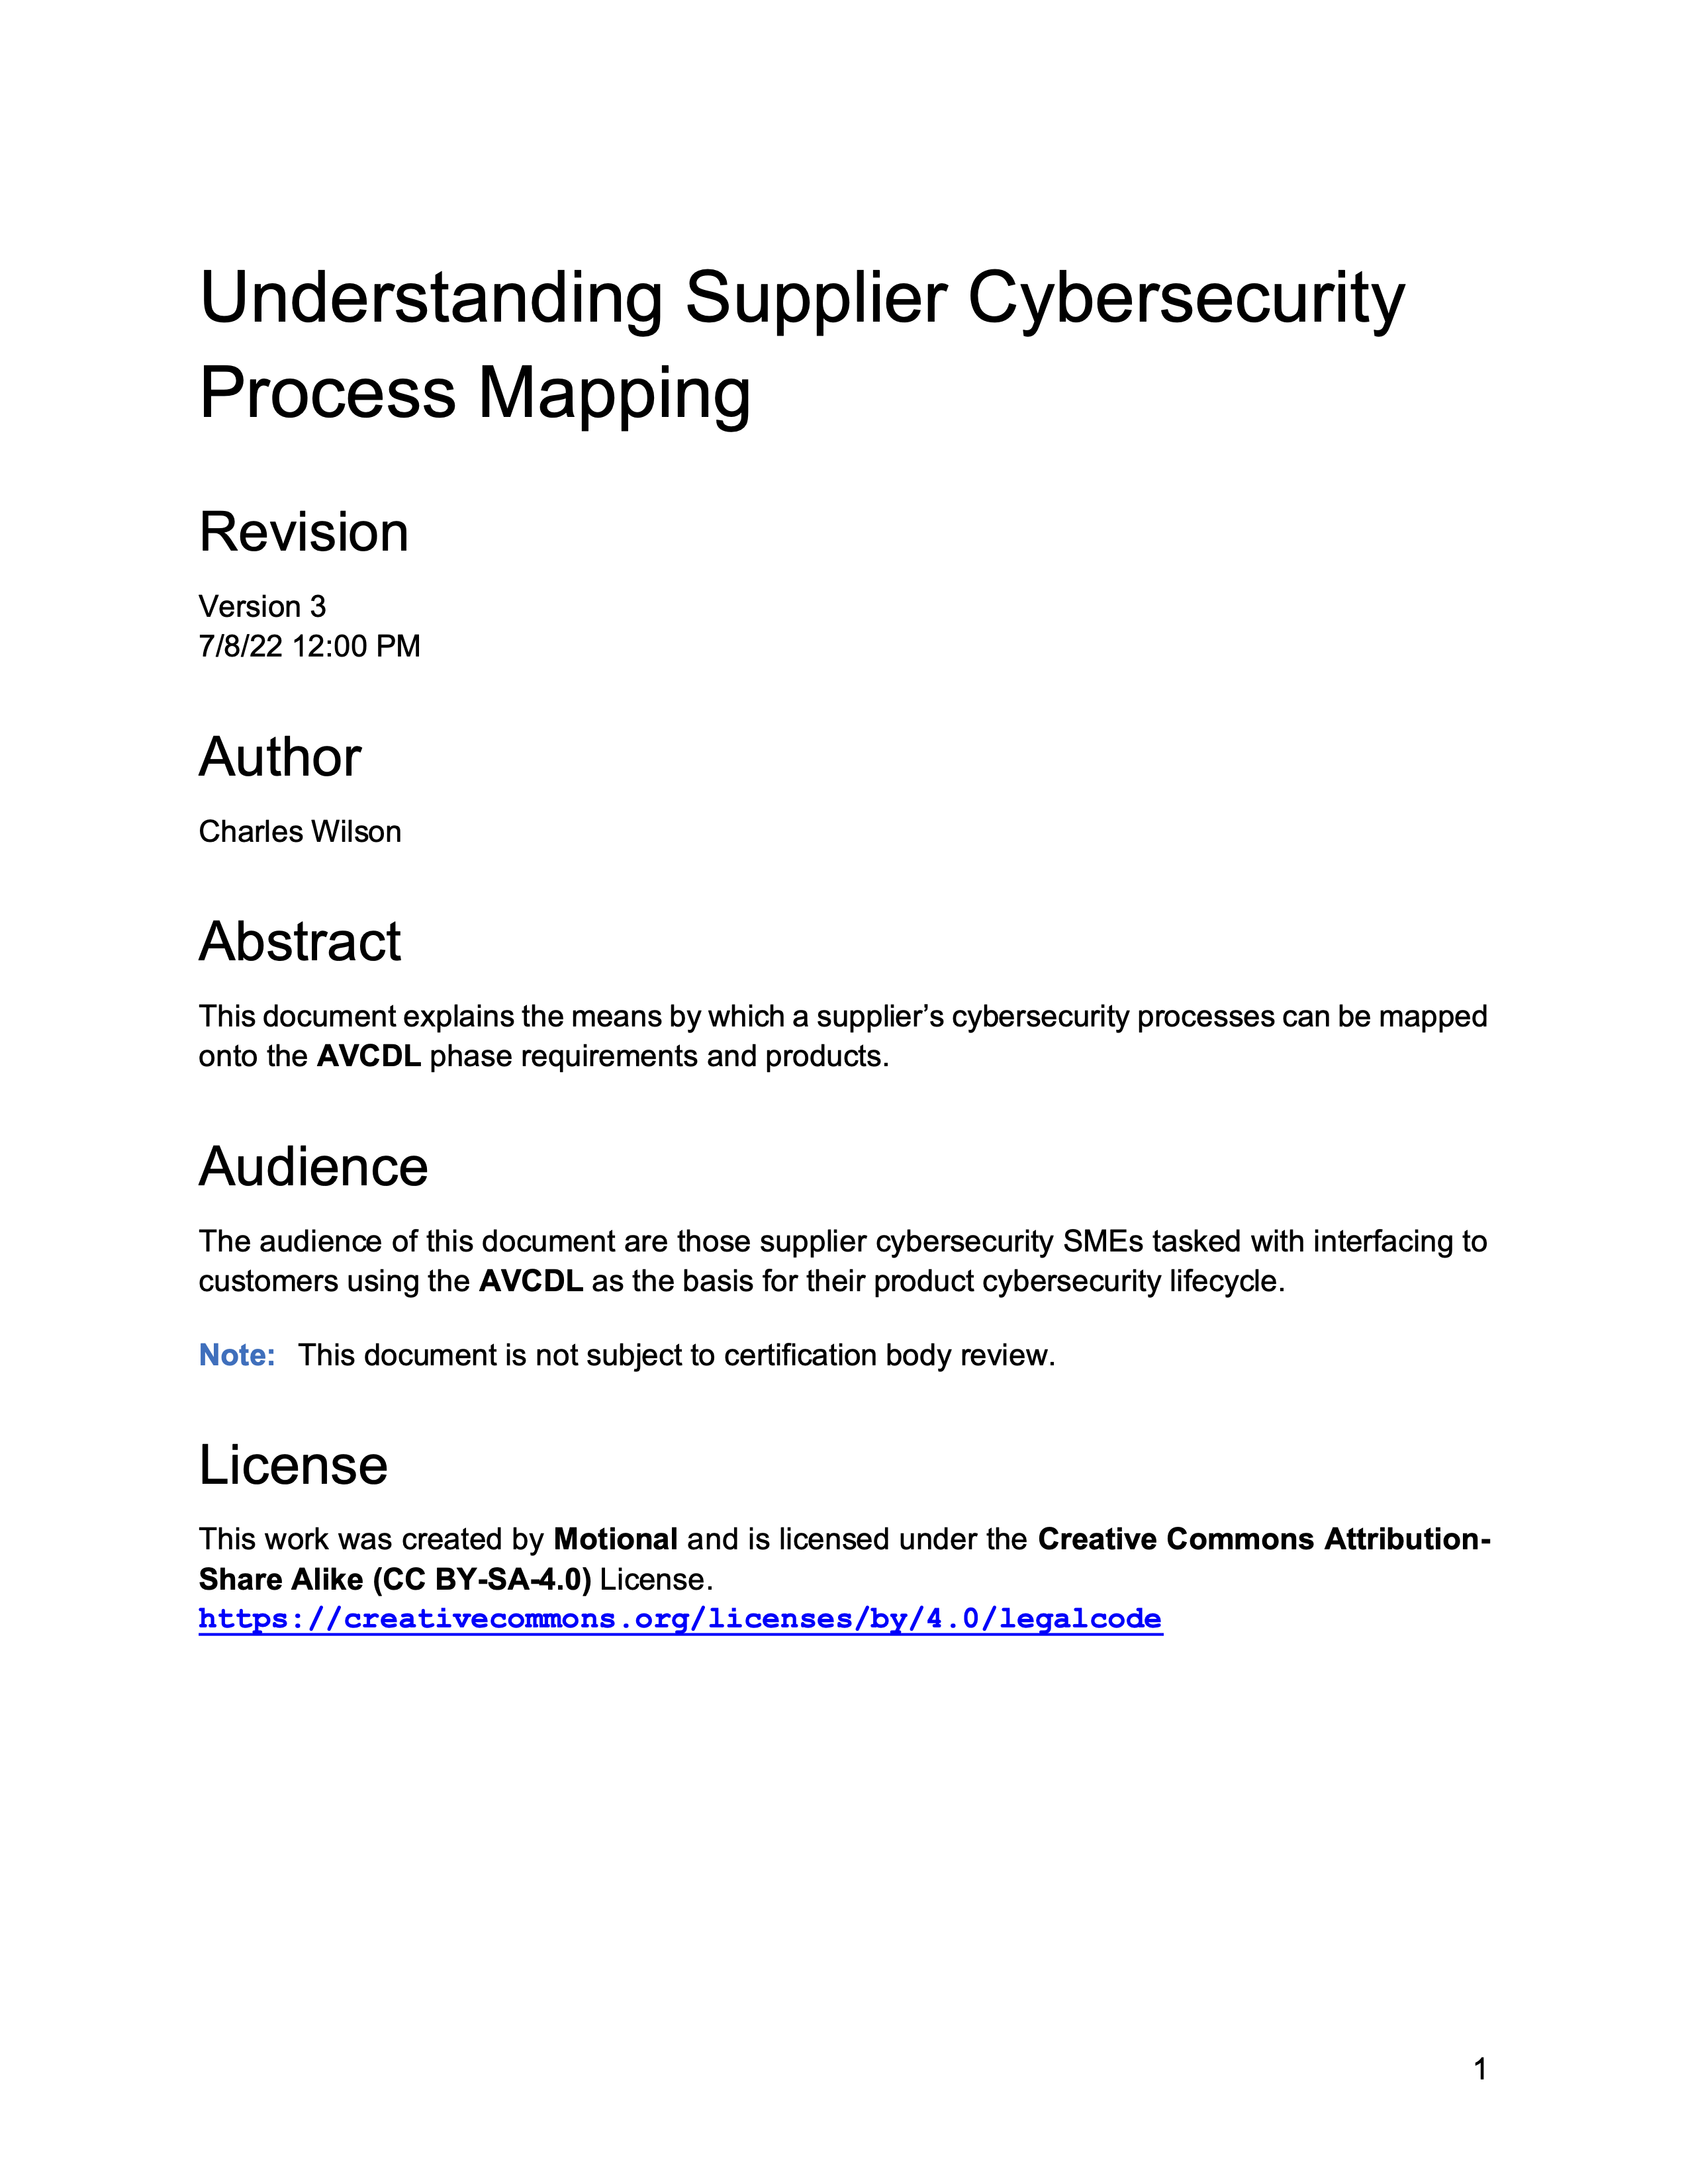 Understanding Supplier Cybersecurity
Process Mapping
Revision
Version 3
7/8/22 12:00 PM
Author
Charles Wilson
Abstract
This document explains the means by which a supplier’s cybersecurity processes can be mapped
onto the AVCDL phase requirements and products.
Audience
The audience of this document are those supplier cybersecurity SMEs tasked with interfacing to
customers using the AVCDL as the basis for their product cybersecurity lifecycle.
Note: This document is not subject to certification body review.
License
This work was created by Motional and is licensed under the Creative Commons Attribution-
Share Alike (CC BY-SA-4.0) License.
https://creativecommons.org/licenses/by/4.0/legalcode
1